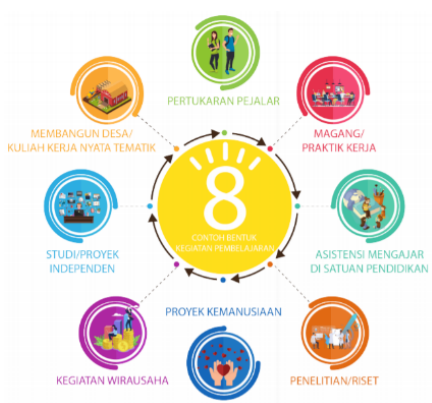 PERTUKARAN PEJALAR
MEMBANGUN DESA/
KULIAH KERJA NYATA TEMATIK
MAGANG/
PRAKTIK KERJA
8
CONTOH BENTUK
KEGIATAN PEMBELAJARAN
STUDI/PROYEK
INDEPENDEN
ASISTENSI MENGAJAR
DI SATUAN PENDIDIKAN
PROYEK KEMANUSIAAN
KEGIATAN WIRAUSAHA
PENELITIAN/RISET